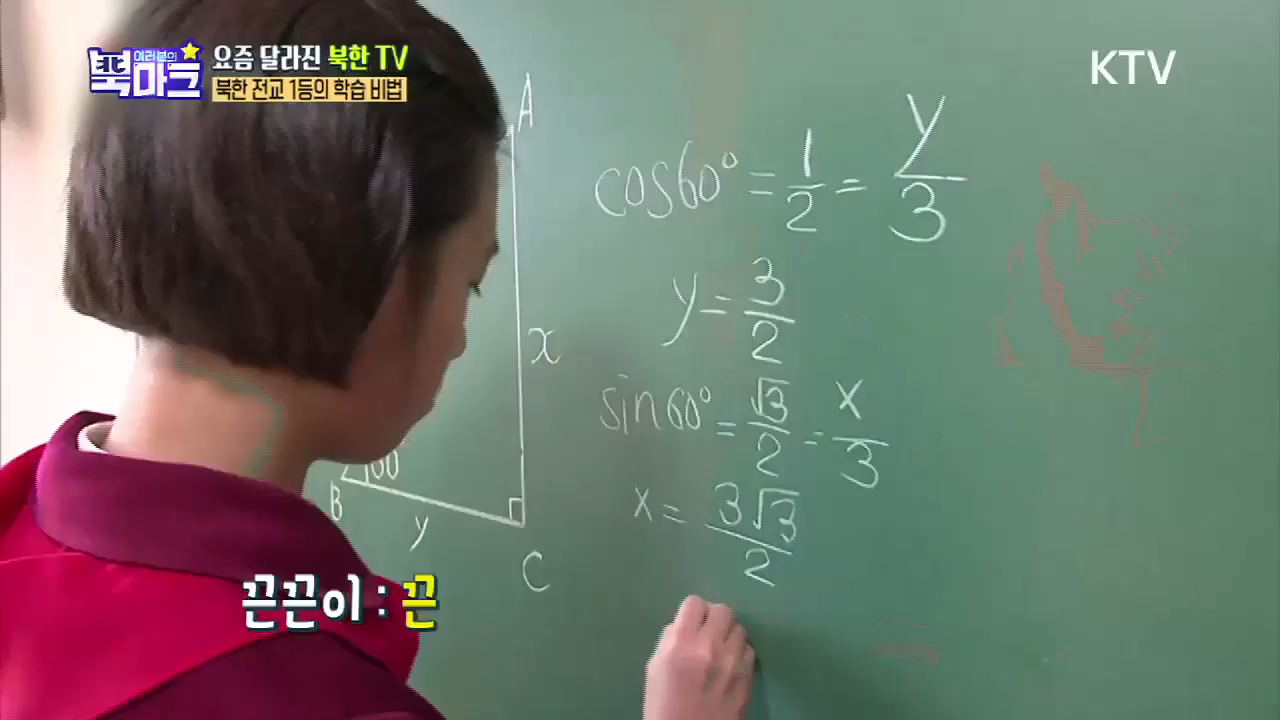 여러분의
북마크
요즘 달라진 북한 TV
북한 전교 1등의 학습 비법
KTV
A
x
B
60
y
C
cos60° = 1/2 = y/3
y = 3/2
sin60° = √3/2 = x/3
x = 3√3/2
끈끈이 : 끈